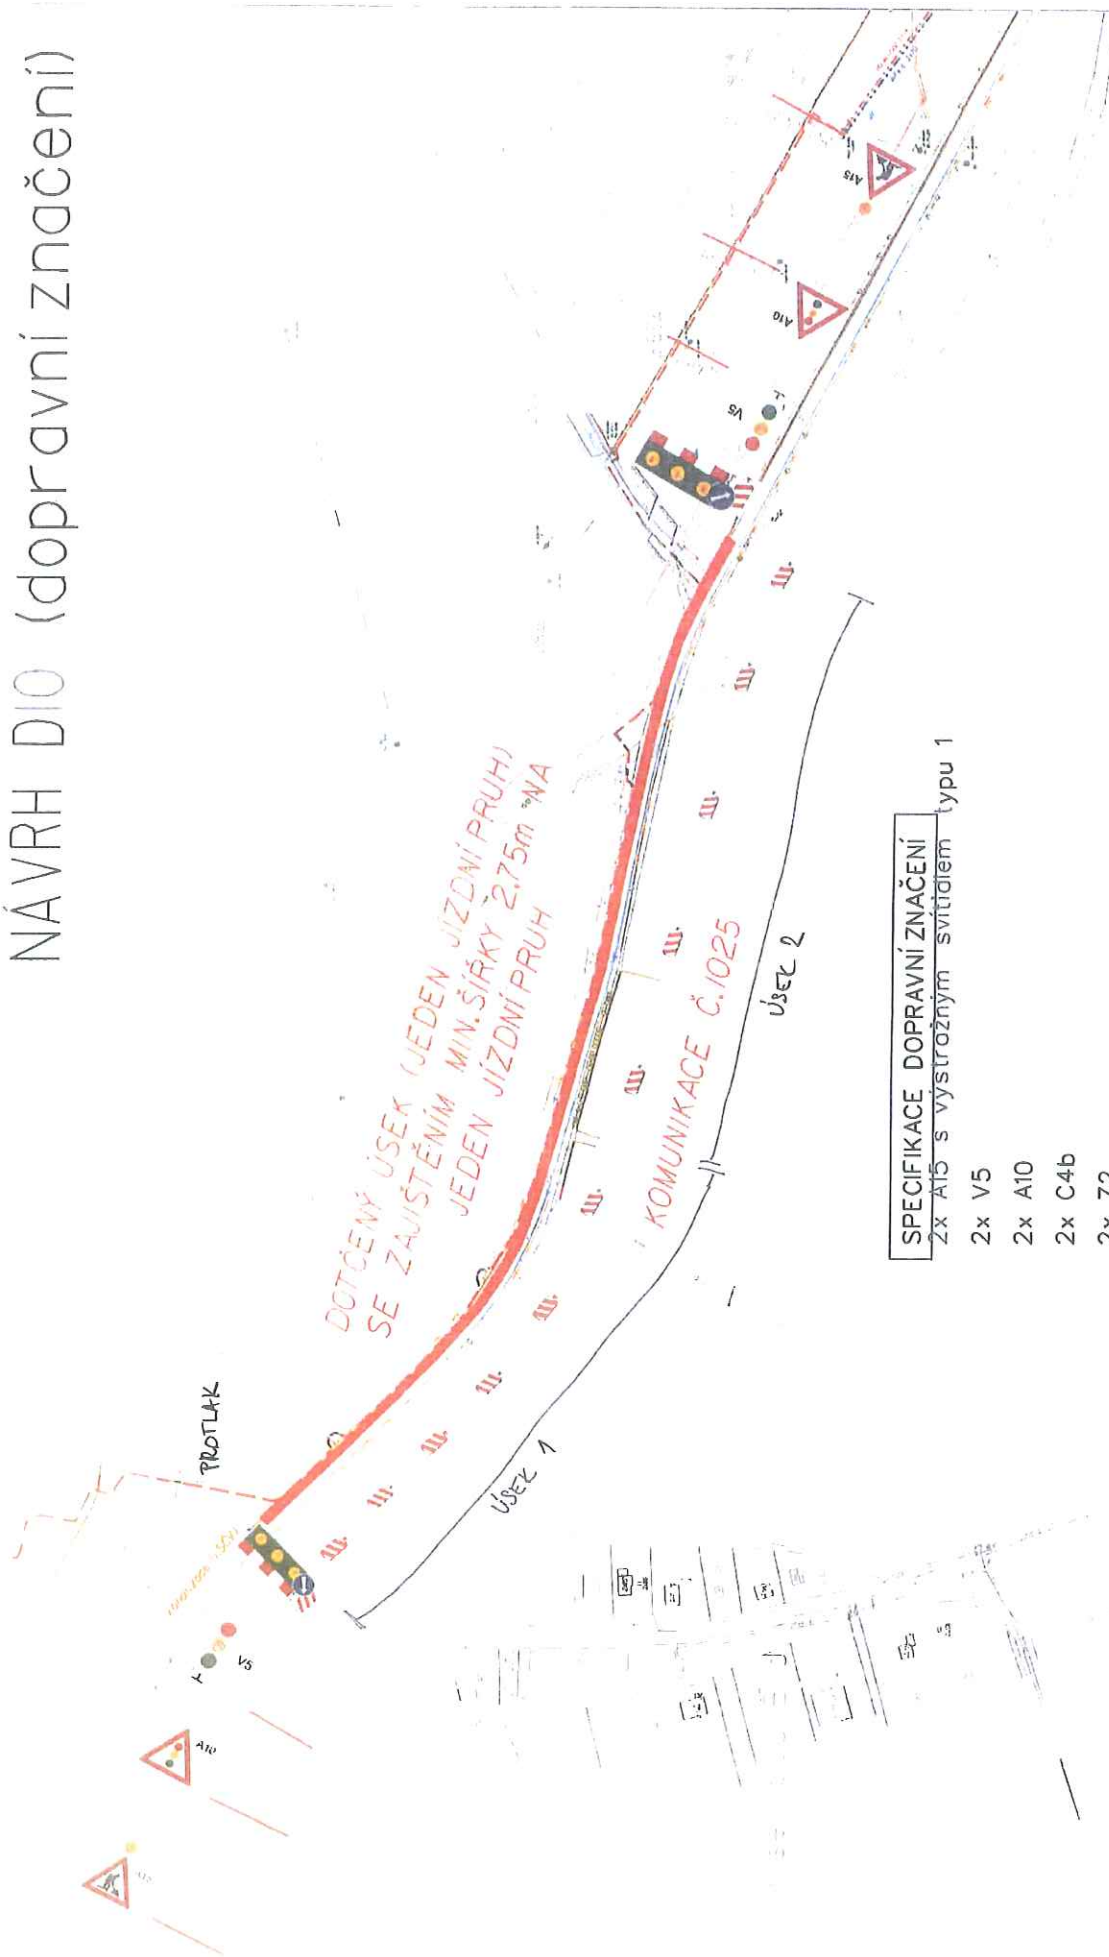 NÁVRH DIO (dopravní značení)
DOTČENÝ ÚSEK (JEDEN JÍZDNÍ PRUH)
SE ZAJIŠTĚNÍM MIN. ŠÍŘKY 2,75m NA
JEDEN JÍZDNÍ PRUH
KOMUNIKACE Č.1025
PROTLAK
ÚSEK 1
ÚSEK 2
V5
A10
V5
A10
A15
SPECIFIKACE DOPRAVNÍ ZNAČENÍ
2x A15 s výstražným svítidlem typu 1
2x V5
2x A10
2x C4b